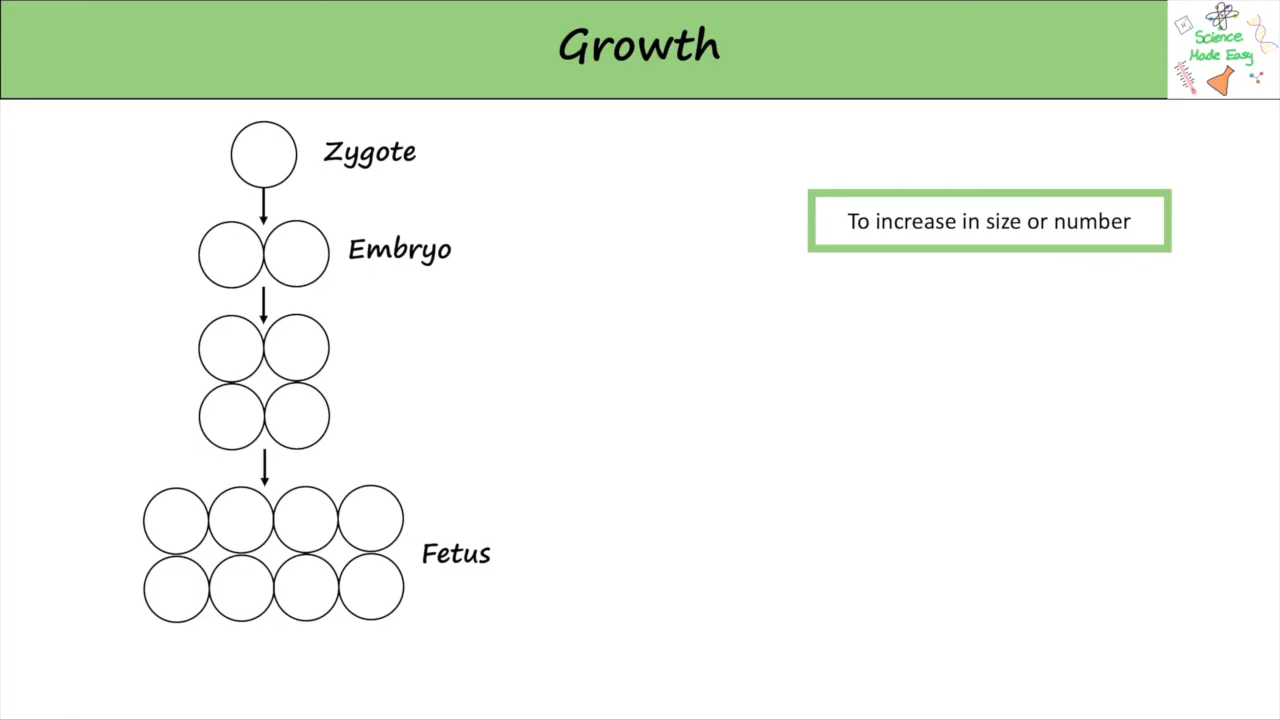 Growth
Science
Made Easy
Zygote
To increase in size or number
Embryo
Fetus